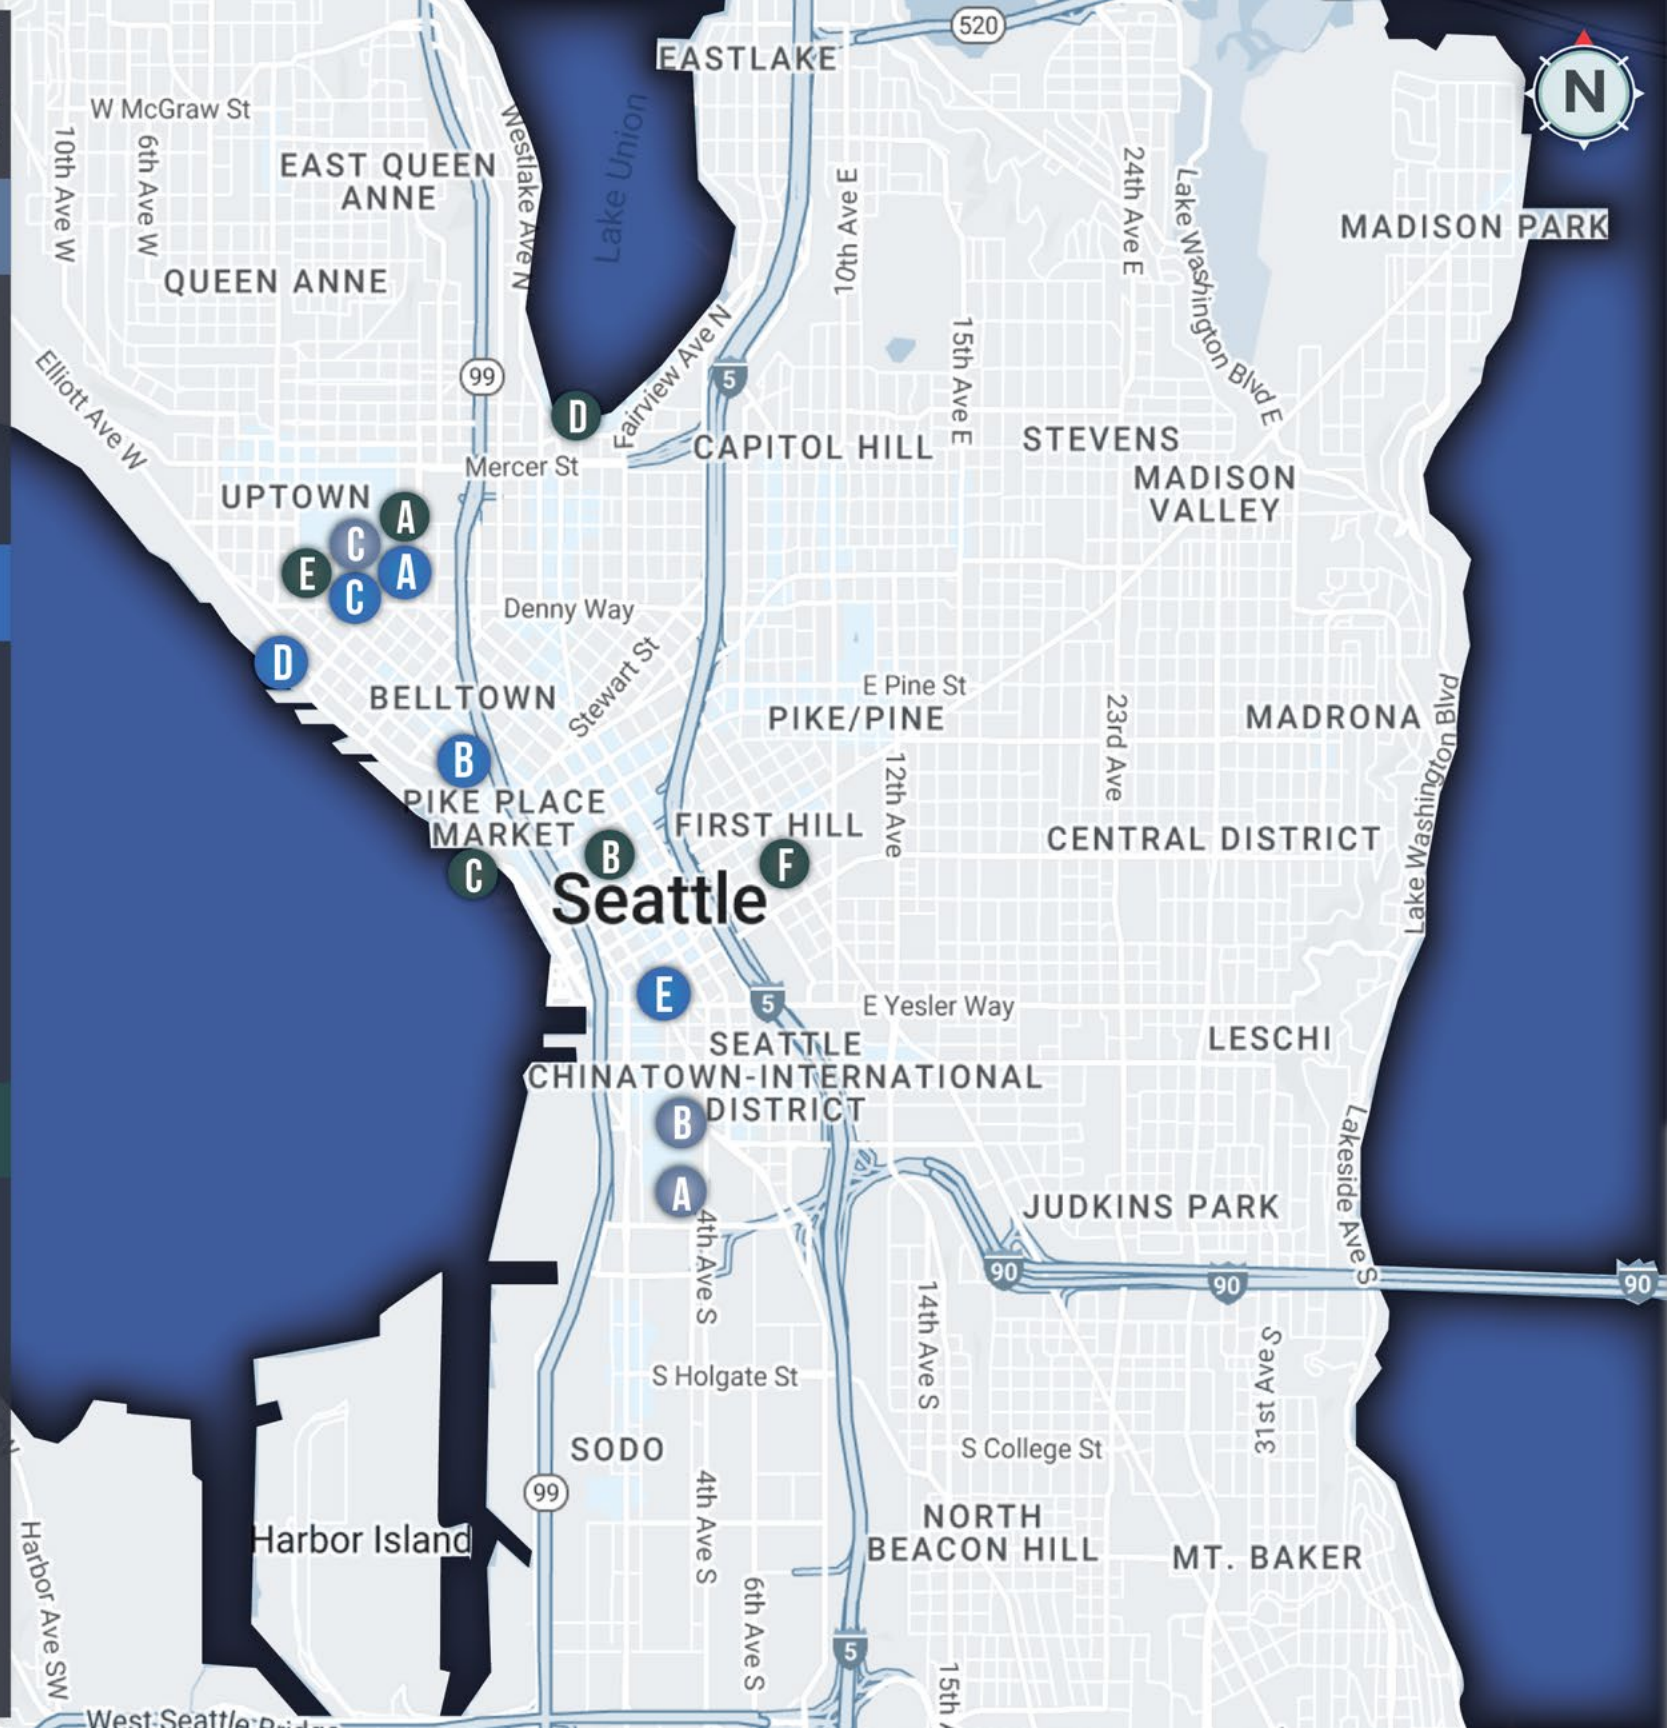 520
EASTLAKE
N
W McGraw St
10th Ave W
6th Ave W
Westlake Ave N
Lake Union
EAST QUEEN
ANNE
10th Ave E
24th Ave E
Lake Washington Blvd E
MADISON PARK
QUEEN ANNE
Elliott Ave W
99
Fairview Ave N
5
15th Ave E
D
Mercer St
CAPITOL HILL
STEVENS
MADISON
VALLEY
UPTOWN
A
C
E
A
C
Denny Way
D
Stewart St
BELLTOWN
E Pine St
PIKE/PINE
23rd Ave
MADRONA
Lake Washington Blvd
B
12th Ave
PIKE PLACE
MARKET
FIRST HILL
CENTRAL DISTRICT
B
F
C
Seattle
E
5
E Yesler Way
SEATTLE
CHINATOWN-INTERNATIONAL
DISTRICT
LESCHI
B
A
Lakeside Ave S
JUDKINS PARK
4th Ave S
90
90
90
14th Ave S
31st Ave S
S Holgate St
SODO
S College St
99
4th Ave S
NORTH
BEACON HILL
MT. BAKER
Harbor Island
Harbor Ave SW
6th Ave S
5
15th A
West Seattle Bridge